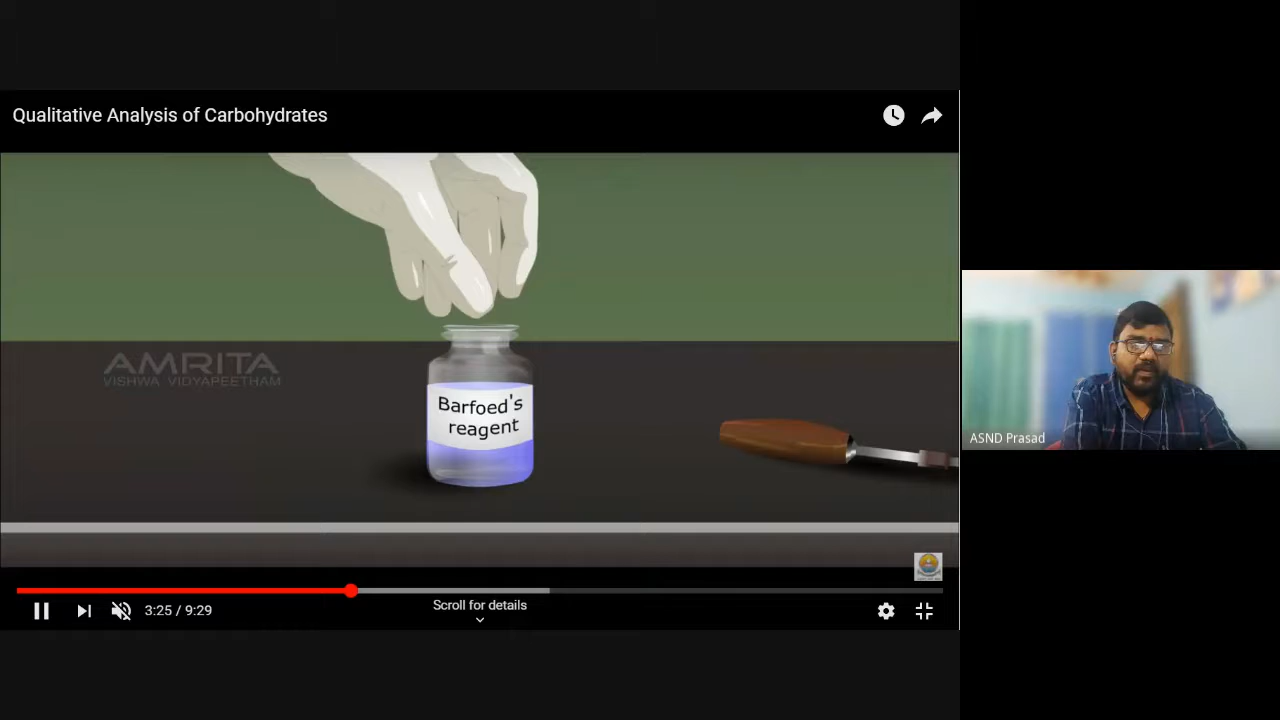 Qualitative Analysis of Carbohydrates
AMRITA
VISHWA VIDYAPEETHAM
Barfoed's
reagent
ASND Prasad
3:25 / 9:29
Scroll for details